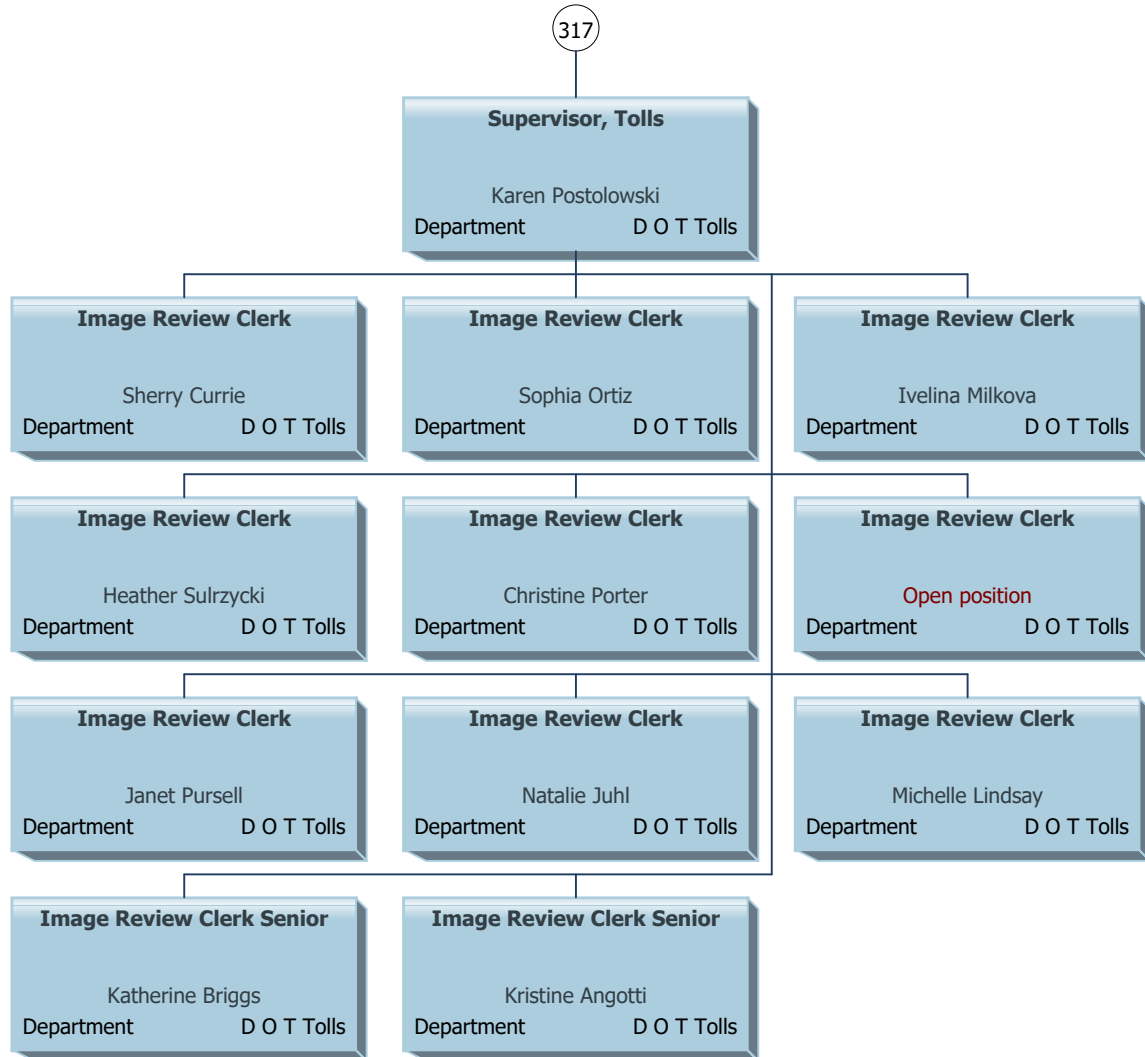 317
Supervisor, Tolls
Karen Postolowski
Department D O T Tolls
Image Review Clerk
Sherry Currie
Department D O T Tolls
Image Review Clerk
Sophia Ortiz
Department D O T Tolls
Image Review Clerk
Ivelina Milkova
Department D O T Tolls
Image Review Clerk
Heather Sulrzycki
Department D O T Tolls
Image Review Clerk
Christine Porter
Department D O T Tolls
Image Review Clerk
Open position
Department D O T Tolls
Image Review Clerk
Janet Pursell
Department D O T Tolls
Image Review Clerk
Natalie Juhl
Department D O T Tolls
Image Review Clerk
Michelle Lindsay
Department D O T Tolls
Image Review Clerk Senior
Katherine Briggs
Department D O T Tolls
Image Review Clerk Senior
Kristine Angotti
Department D O T Tolls